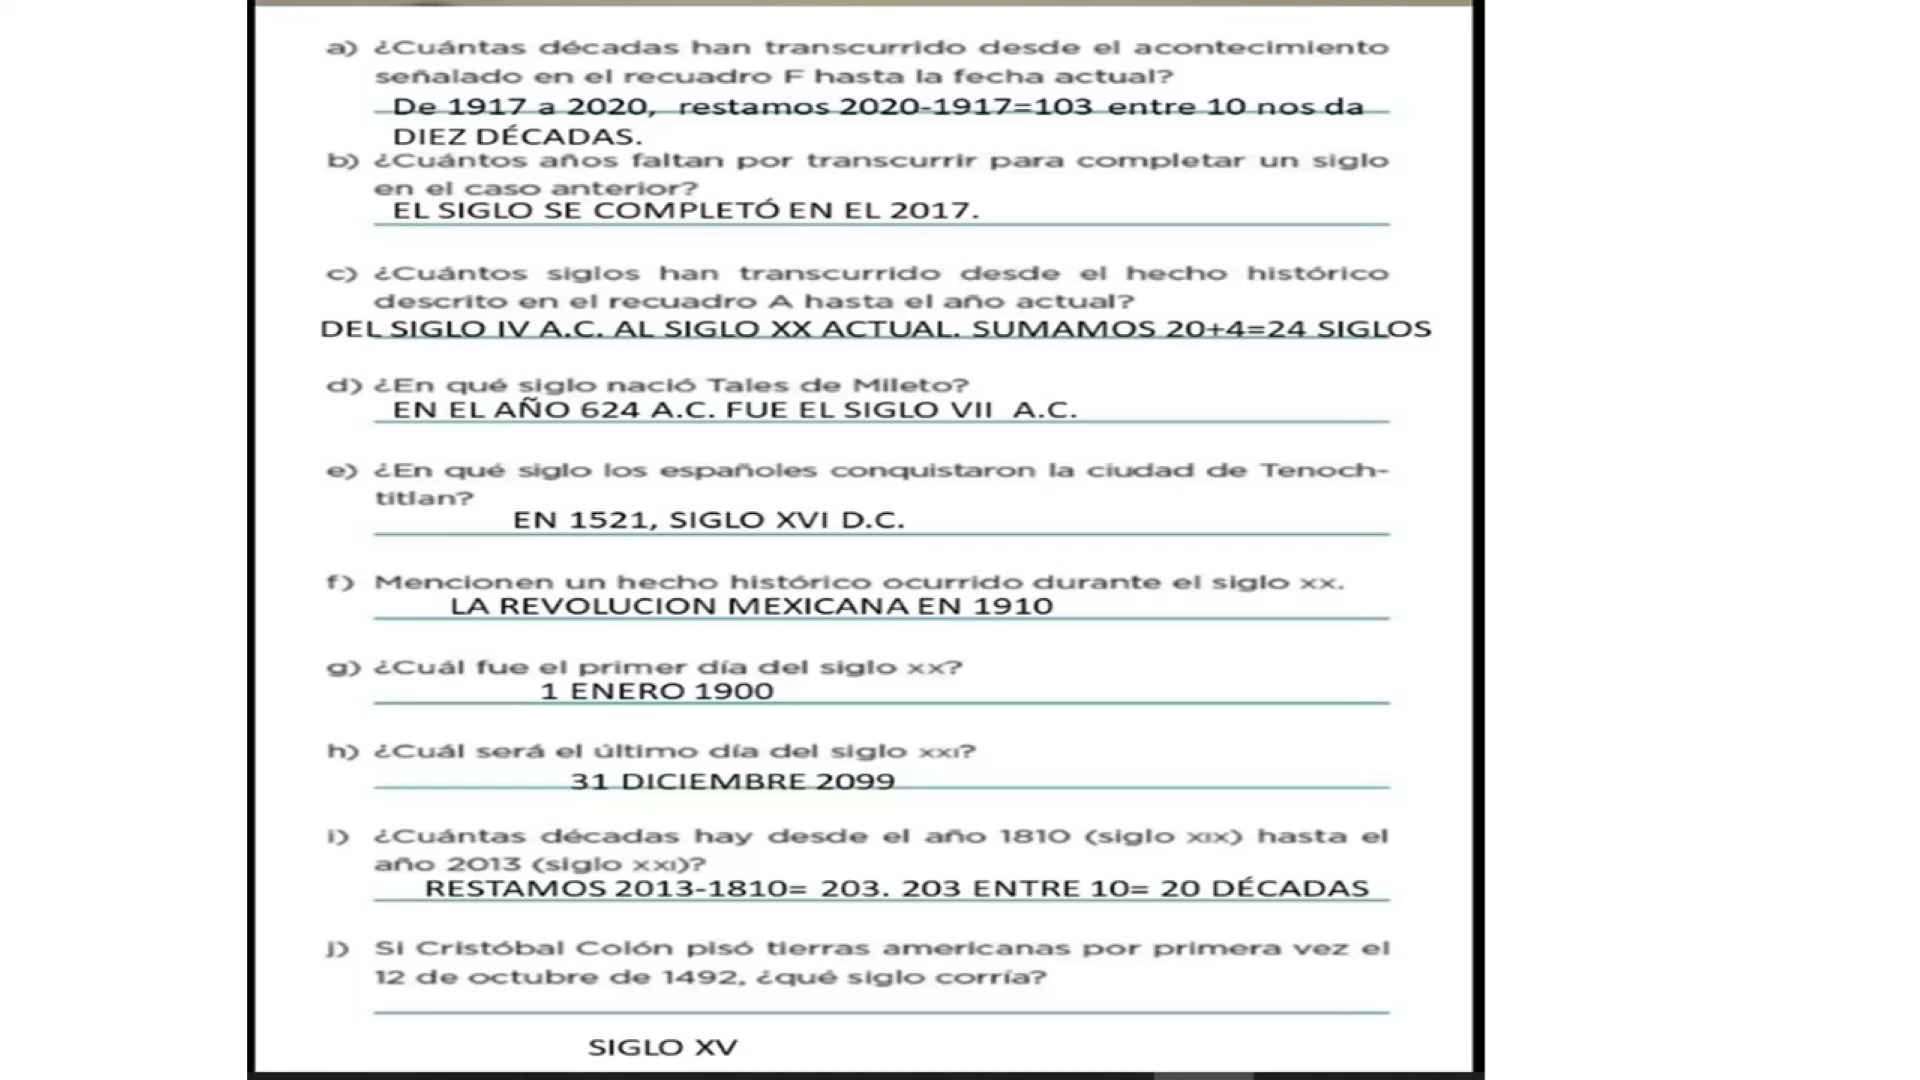 a) ¿Cuántas décadas han transcurrido desde el acontecimiento
señalado en el recuadro F hasta la fecha actual?
De 1917 a 2020, restamos 2020-1917=103 entre 10 nos da
DIEZ DÉCADAS.
b) ¿Cuántos años faltan por transcurrir para completar un siglo
en el caso anterior?
EL SIGLO SE COMPLETÓ EN EL 2017.
c) ¿Cuántos siglos han transcurrido desde el hecho histórico
descrito en el recuadro A hasta el año actual?
DEL SIGLO IV A.C. AL SIGLO XX ACTUAL. SUMAMOS 20+4=24 SIGLOS
d) ¿En qué siglo nació Tales de Mileto?
EN EL AÑO 624 A.C. FUE EL SIGLO VII A.C.
e) ¿En qué siglo los españoles conquistaron la ciudad de Tenoch-
titlan?
EN 1521, SIGLO XVI D.C.
f) Mencionen un hecho histórico ocurrido durante el siglo xx.
LA REVOLUCION MEXICANA EN 1910
g) ¿Cuál fue el primer día del siglo xx?
1 ENERO 1900
h) ¿Cuál será el último día del siglo xxi?
31 DICIEMBRE 2099
i) ¿Cuántas décadas hay desde el año 1810 (siglo xix) hasta el
año 2013 (siglo xxi)?
RESTAMOS 2013-1810= 203. 203 ENTRE 10= 20 DÉCADAS
j) Si Cristóbal Colón pisó tierras americanas por primera vez el
12 de octubre de 1492, ¿qué siglo corría?
SIGLO XV